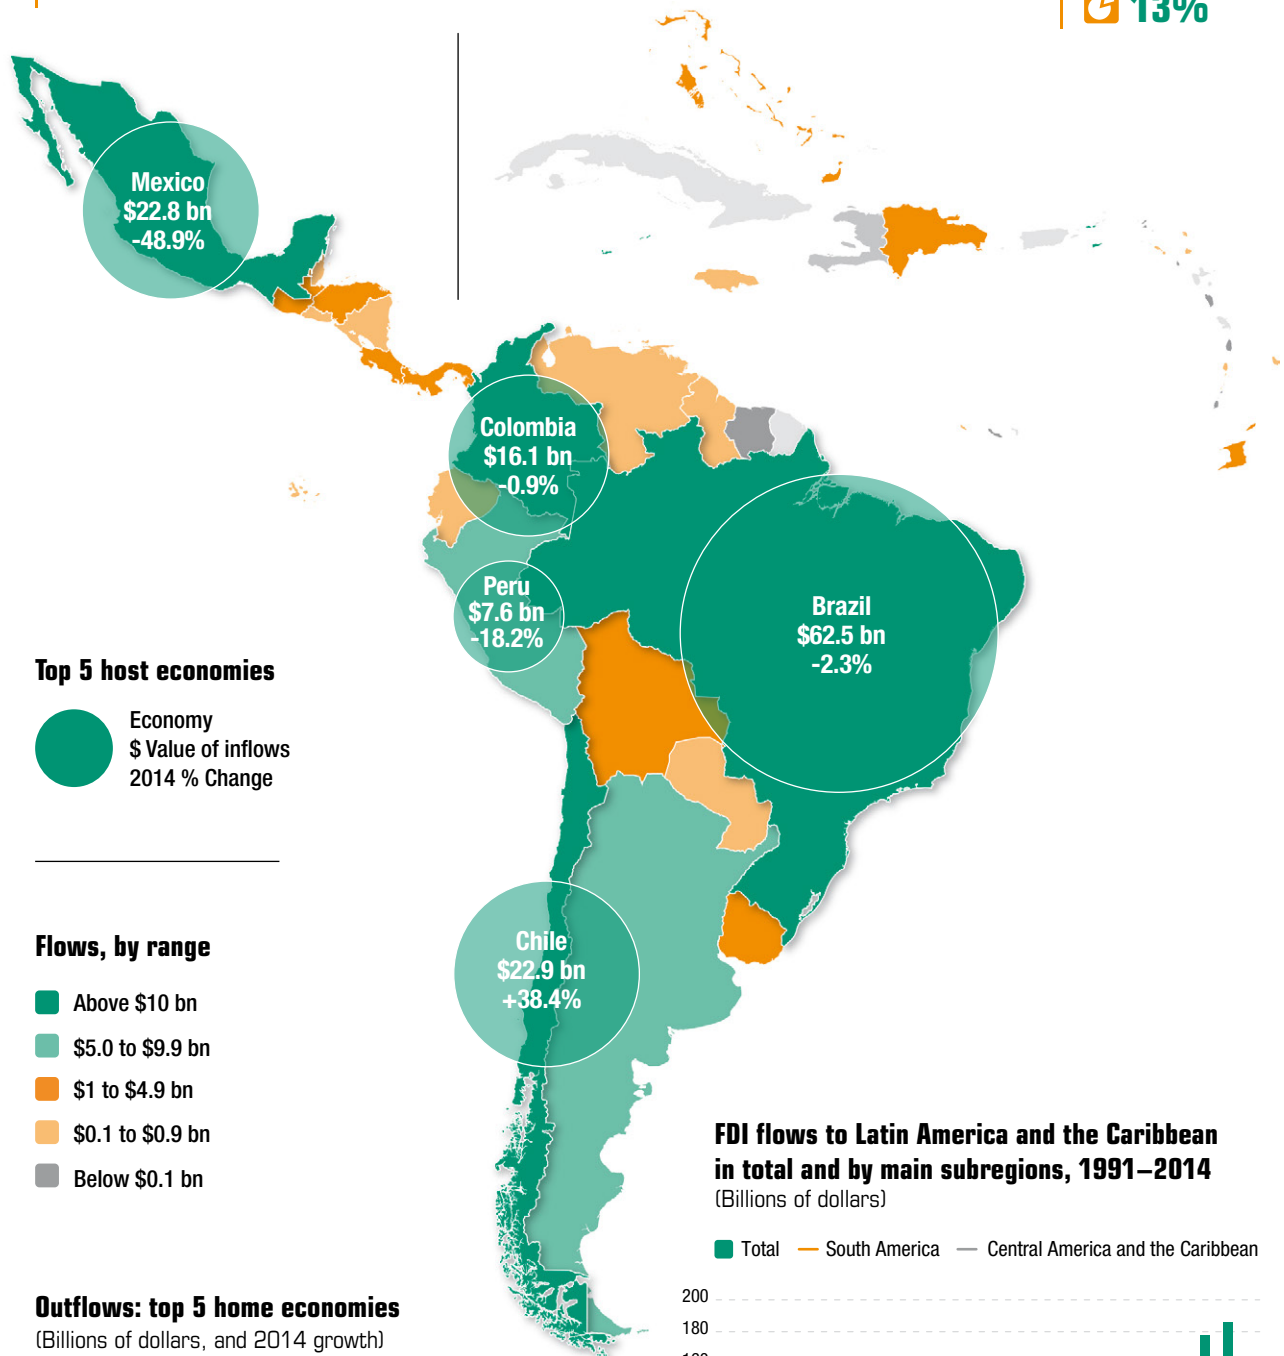 13%
Mexico
$22.8 bn
-48.9%
Colombia
$16.1 bn
-0.9%
Peru
$7.6 bn
-18.2%
Brazil
$62.5 bn
-2.3%
Top 5 host economies
Economy
$ Value of inflows
2014 % Change
Chile
$22.9 bn
+38.4%
Flows, by range
Above $10 bn
$5.0 to $9.9 bn
$1 to $4.9 bn
$0.1 to $0.9 bn
Below $0.1 bn
FDI flows to Latin America and the Caribbean
in total and by main subregions, 1991–2014
(Billions of dollars)
Total South America Central America and the Caribbean
200
180
Outflows: top 5 home economies
(Billions of dollars, and 2014 growth)